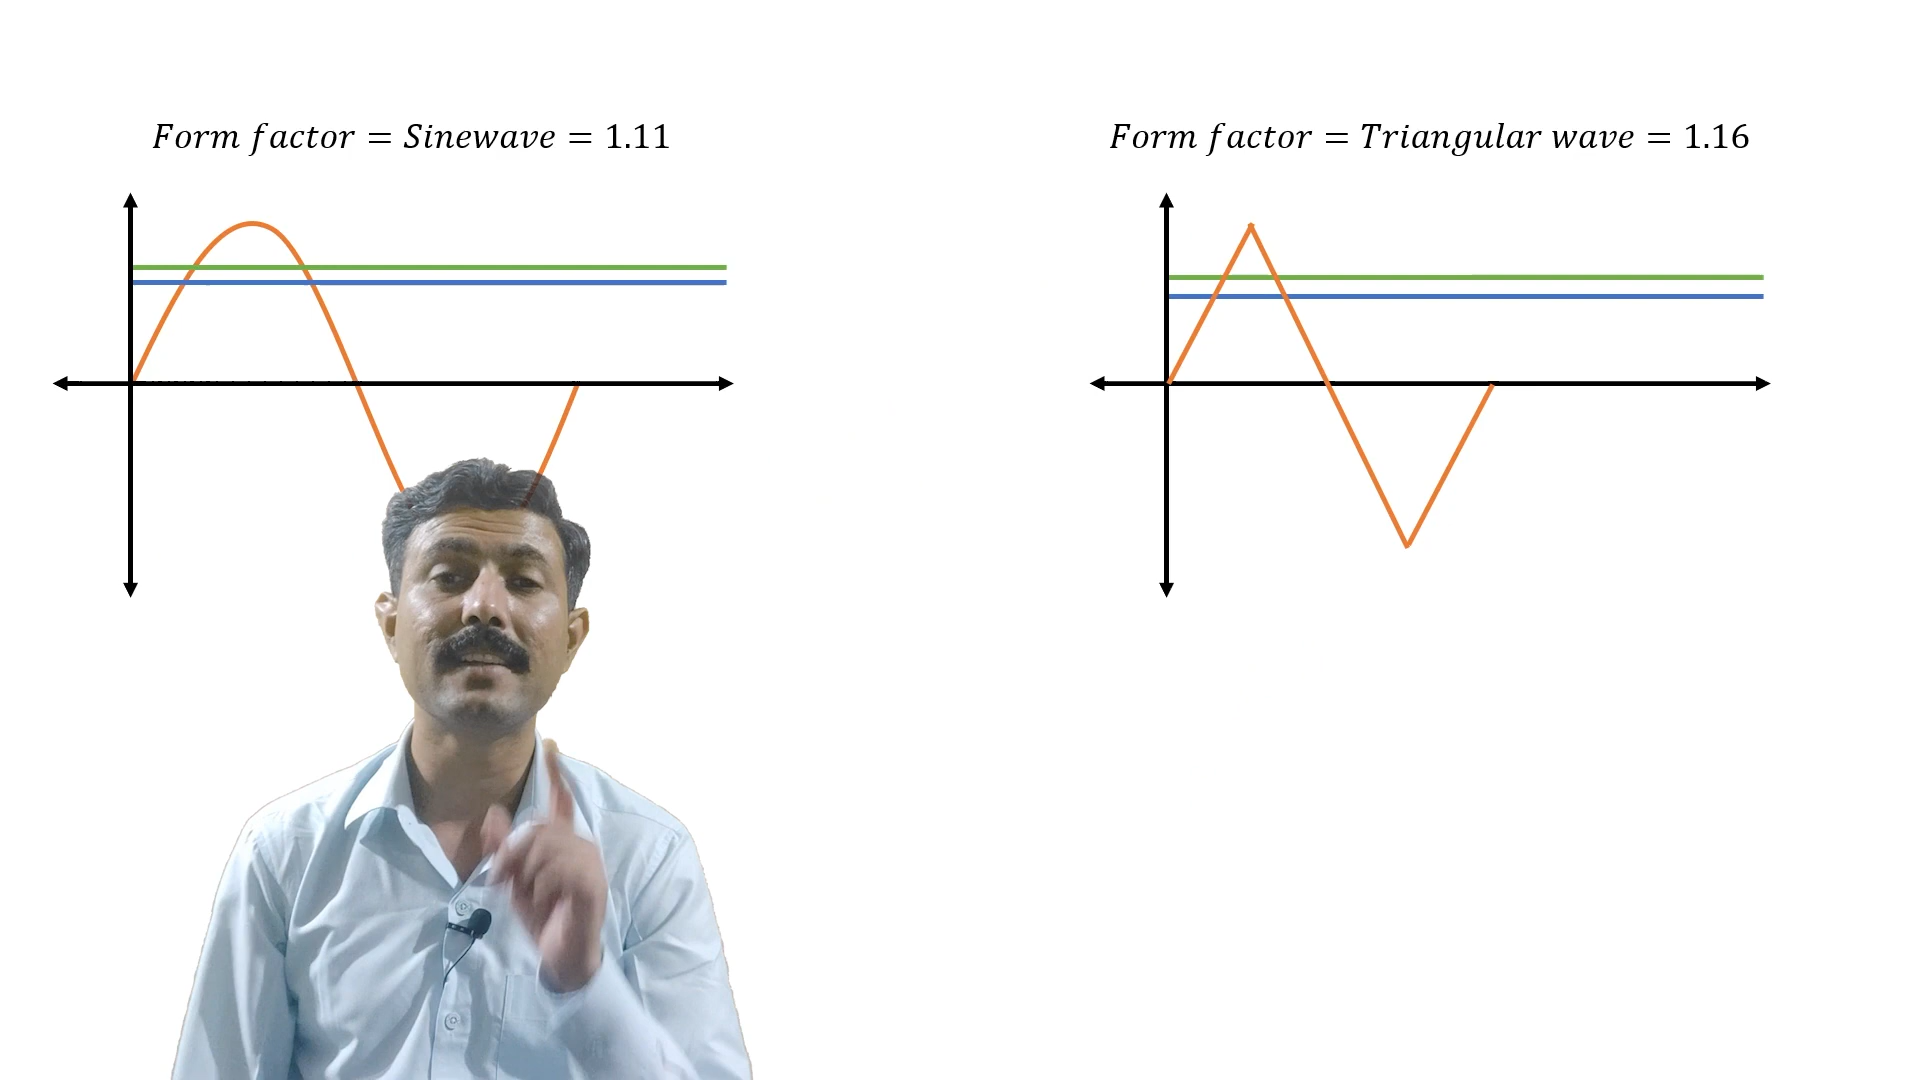 Form factor = Sinewave = 1.11
Form factor = Triangular wave = 1.16